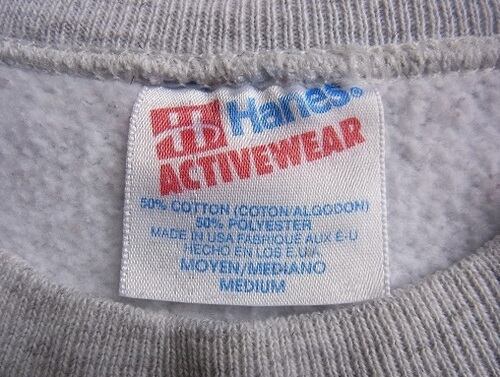 Hanes®
ACTIVEWEAR
50% COTTON (COTON/ALGODON)
50% POLYESTER
MADE IN USA FABRIQUE AUX É-U
HECHO EN LOS E.U.A.
MOYEN/MEDIANO
MEDIUM